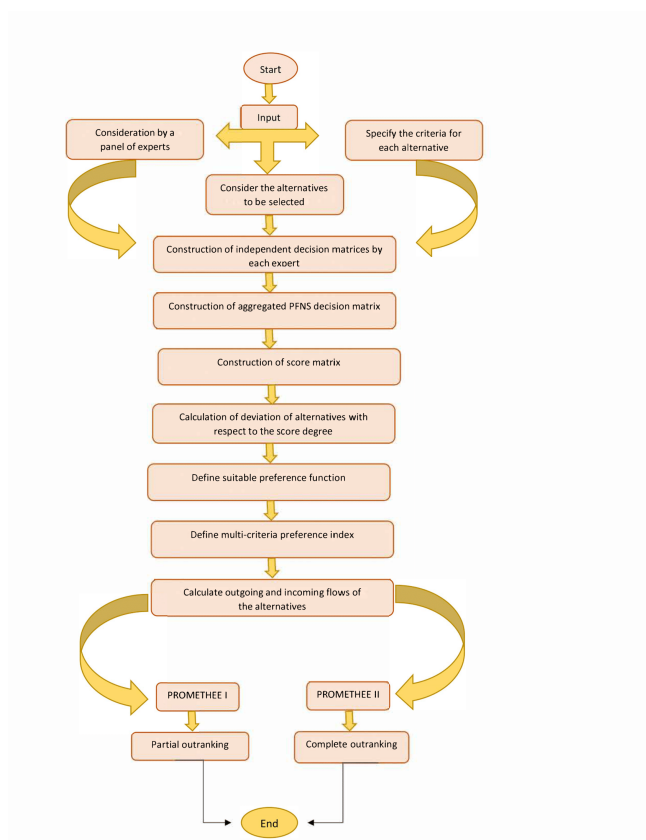 Start
Input
Consideration by a
panel of experts
Specify the criteria for
each alternative
Consider the alternatives
to be selected
Construction of independent decision matrices by
each expert
Construction of aggregated PFNS decision matrix
Construction of score matrix
Calculation of deviation of alternatives with
respect to the score degree
Define suitable preference function
Define multi-criteria preference index
Calculate outgoing and incoming flows of
the alternatives
PROMETHEE I
PROMETHEE II
Partial outranking
Complete outranking
End